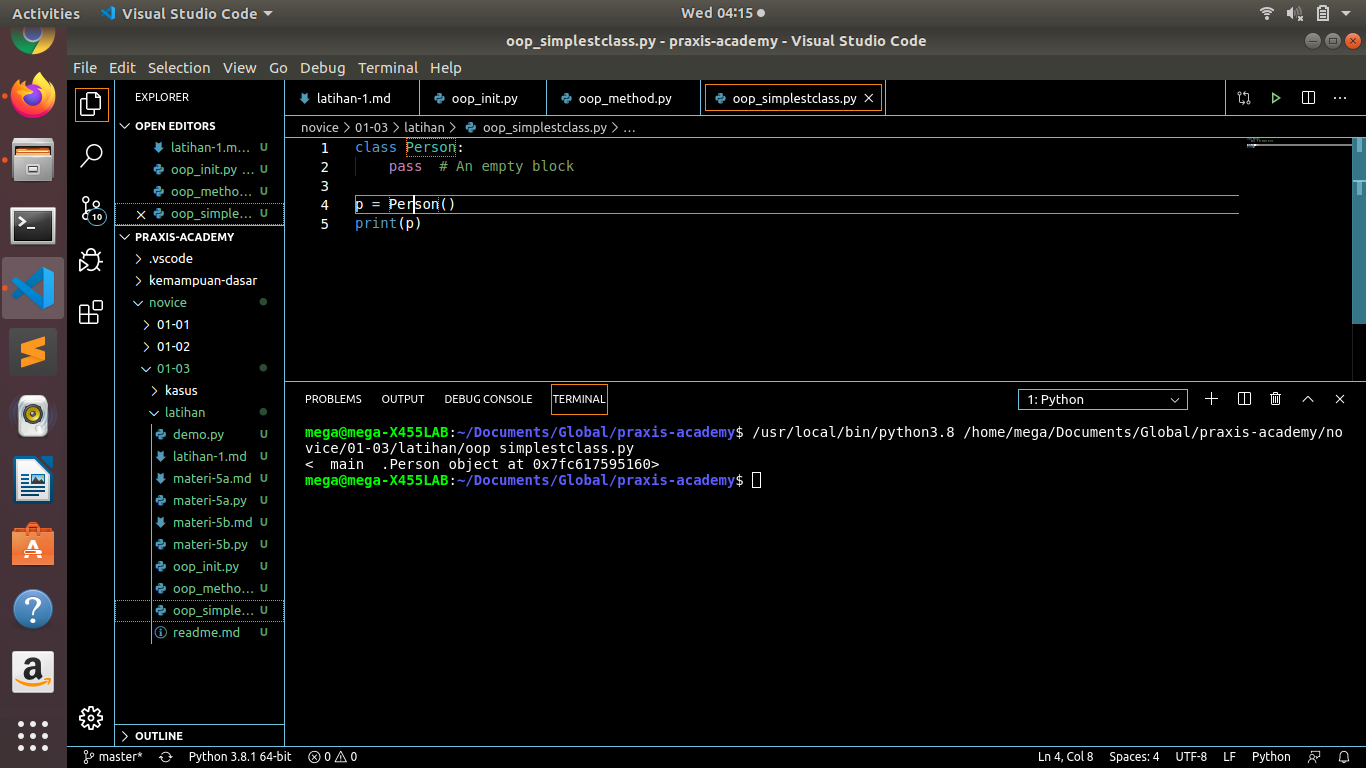 Activities
Visual Studio Code
Wed 04:15
oop_simplestclass.py - praxis-academy - Visual Studio Code
File Edit Selection View Go Debug Terminal Help
EXPLORER
latihan-1.md
oop_init.py
oop_method.py
oop_simplestclass.py
OPEN EDITORS
latihan-1.m... U
oop_init.py ... U
oop_metho... U
oop_simple... U
10
PRAXIS-ACADEMY
.vscode
kemampuan-dasar
novice
01-01
01-02
01-03
kasus
latihan
demo.py U
latihan-1.md U
materi-5a.md U
materi-5a.py U
materi-5b.md U
materi-5b.py U
oop_init.py U
oop_metho... U
oop_simple... U
readme.md U
OUTLINE
novice > 01-03 > latihan > oop_simplestclass.py > ...
1 class Person:
2 pass # An empty block
3
4 p = Person()
5 print(p)
PROBLEMS OUTPUT DEBUG CONSOLE TERMINAL
1: Python
mega@mega-X455LAB:~/Documents/Global/praxis-academy$ /usr/local/bin/python3.8 /home/mega/Documents/Global/praxis-academy/no
vice/01-03/latihan/oop simplestclass.py
<  main  .Person object at 0x7fc617595160>
mega@mega-X455LAB:~/Documents/Global/praxis-academy$
master*
Python 3.8.1 64-bit
0
0
Ln 4, Col 8
Spaces: 4
UTF-8
LF
Python